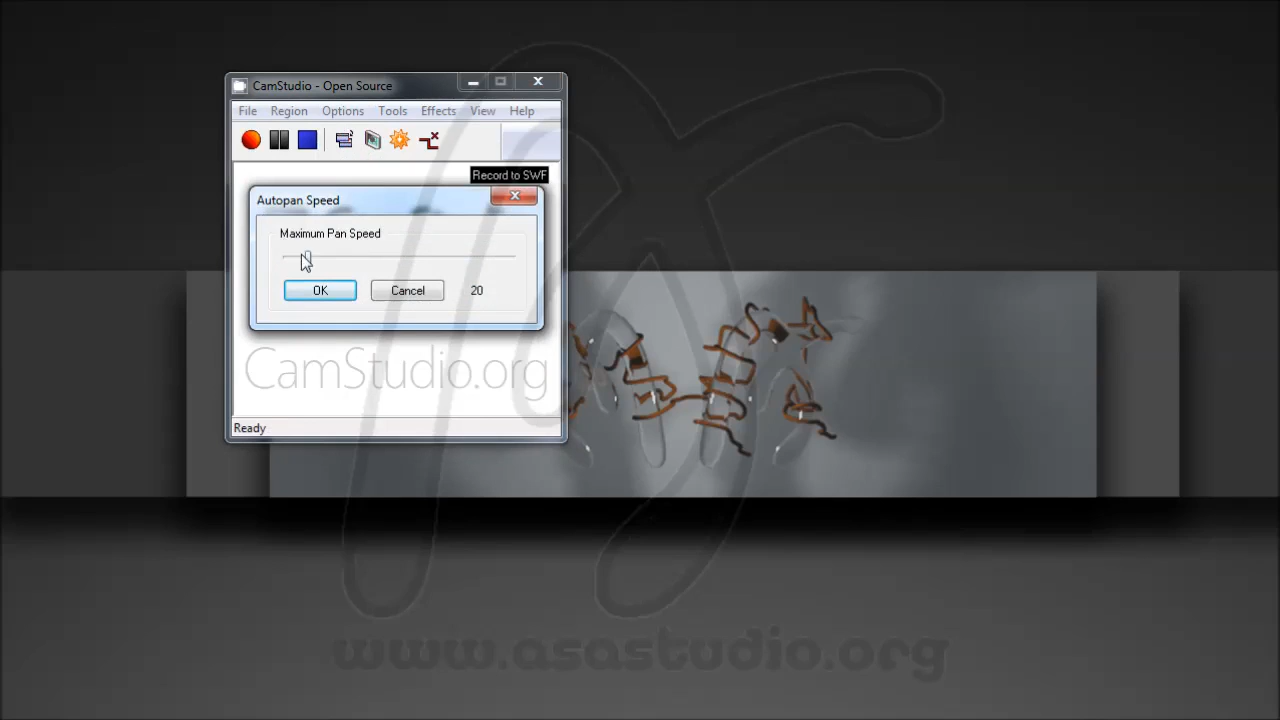 CamStudio - Open Source
File Region Options Tools Effects View Help
Record to SWF
Autopan Speed
Maximum Pan Speed
OK Cancel 20
CamStudio.org
Ready
www.asastudio.org